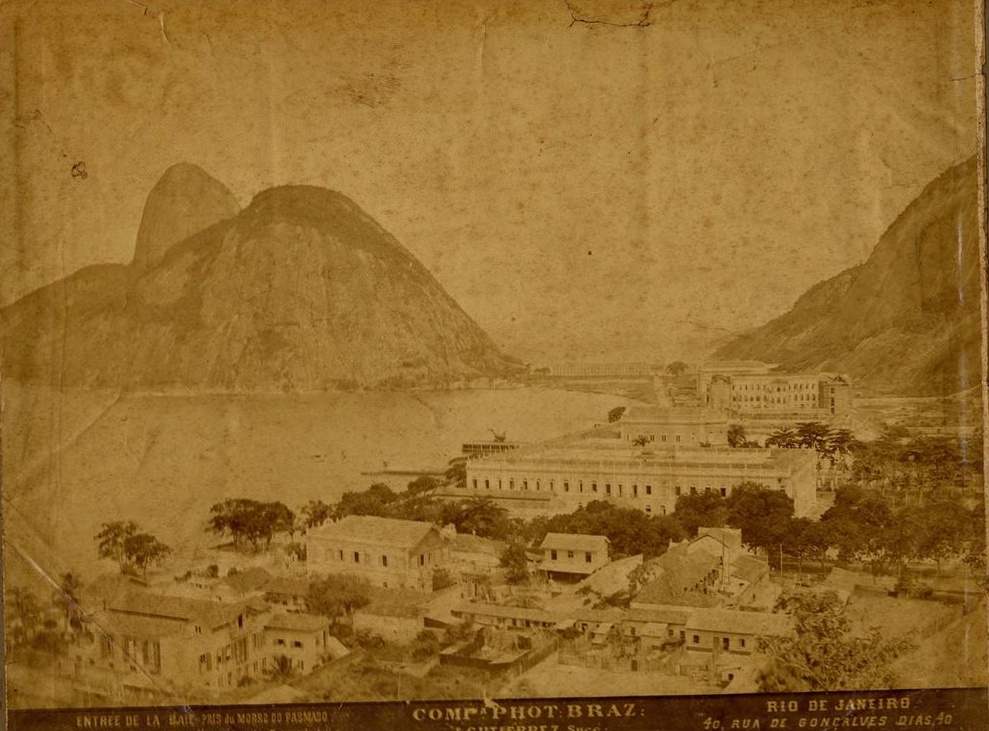 ENTRÉE DE LA BAIE-PRIS du MORRO DO PASMADO
COMPA PHOT. BRAZ:
GUTIERREZ Succ.
RIO DE JANEIRO
40, RUA DE GONÇALVES DIAS, 40